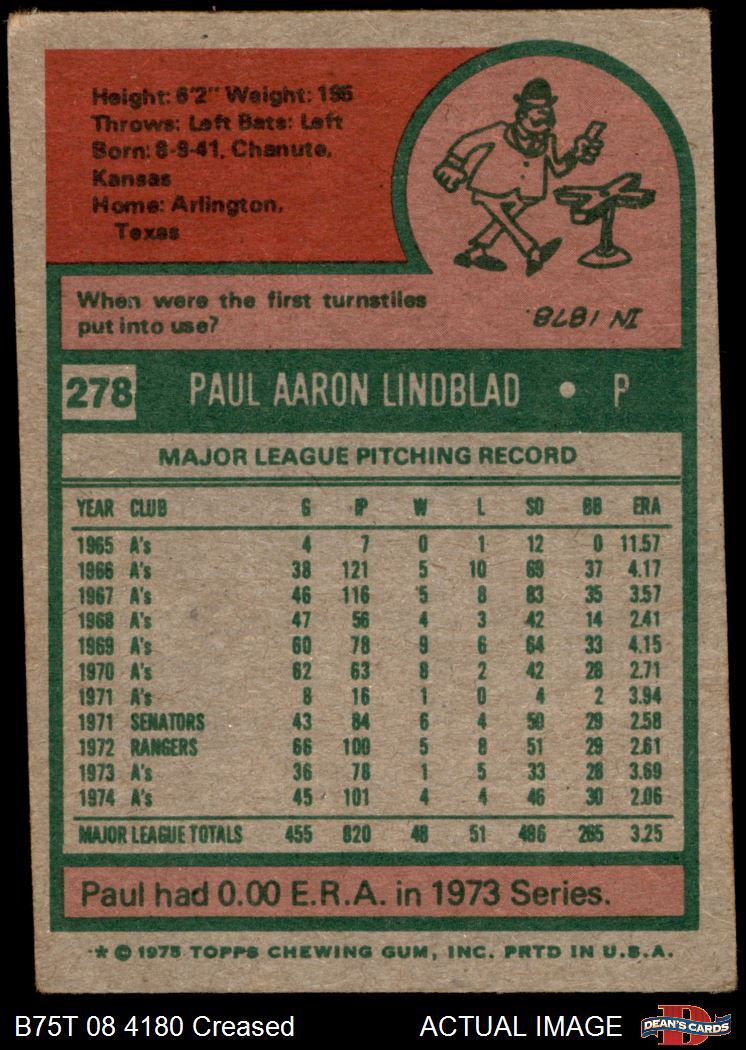 Height: 6'2" Weight: 195
Throws: Left Bats: Left
Born: 8-9-41, Chanute,
Kansas
Home: Arlington,
Texas
When were the first turnstiles
put into use?
IN 1878.
278 PAUL AARON LINDBLAD • P
MAJOR LEAGUE PITCHING RECORD
YEAR CLUB G IP W L SO BB ERA
1965 A's 4 7 0 1 12 0 11.57
1966 A's 38 121 5 10 69 37 4.17
1967 A's 46 116 5 8 83 35 3.57
1968 A's 47 56 4 3 42 14 2.41
1969 A's 60 78 9 6 64 33 4.15
1970 A's 62 63 8 2 42 28 2.71
1971 A's 8 16 1 0 4 2 3.94
1971 SENATORS 43 84 6 4 50 29 2.58
1972 RANGERS 66 100 5 8 51 29 2.61
1973 A's 36 78 1 5 33 28 3.69
1974 A's 45 101 4 4 46 30 2.06
MAJOR LEAGUE TOTALS 455 820 48 51 496 265 3.25
Paul had 0.00 E.R.A. in 1973 Series.
* © 1975 TOPPS CHEWING GUM, INC. PRTD IN U.S.A.
B75T 08 4180 Creased ACTUAL IMAGE DEAN'S CARDS